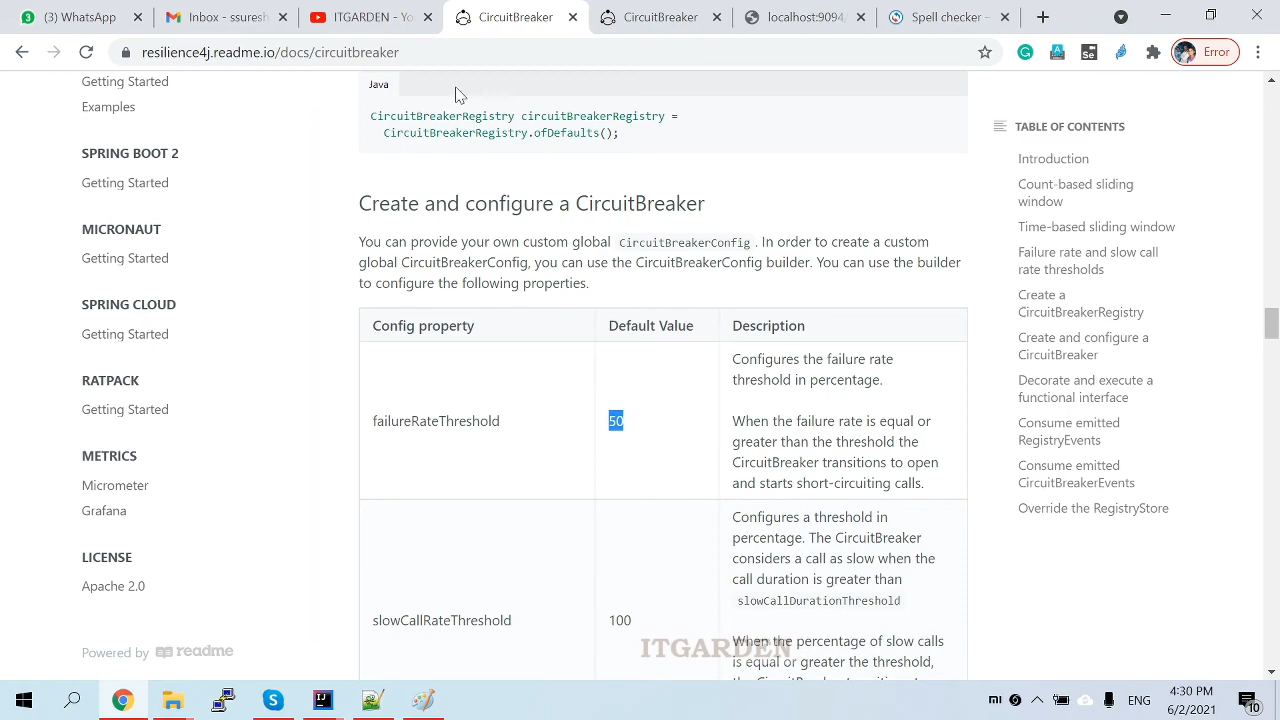 (3) WhatsApp
Inbox - ssuresh
ITGARDEN - You
CircuitBreaker
CircuitBreaker
localhost:9094/
Spell checker -
resilience4j.readme.io/docs/circuitbreaker
Error
Getting Started
Examples
SPRING BOOT 2
Getting Started
MICRONAUT
Getting Started
SPRING CLOUD
Getting Started
RATPACK
Getting Started
METRICS
Micrometer
Grafana
LICENSE
Apache 2.0
Powered by readme
Java
CircuitBreakerRegistry circuitBreakerRegistry =
CircuitBreakerRegistry.ofDefaults();
Create and configure a CircuitBreaker
You can provide your own custom global CircuitBreakerConfig. In order to create a custom
global CircuitBreakerConfig, you can use the CircuitBreakerConfig builder. You can use the builder
to configure the following properties.
Config property Default Value Description
failureRateThreshold
50
Configures the failure rate
threshold in percentage.
When the failure rate is equal or
greater than the threshold the
CircuitBreaker transitions to open
and starts short-circuiting calls.
slowCallRateThreshold
100
Configures a threshold in
percentage. The CircuitBreaker
considers a call as slow when the
call duration is greater than
slowCallDurationThreshold
When the percentage of slow calls
is equal or greater the threshold,
ITGARDEN
TABLE OF CONTENTS
Introduction
Count-based sliding
window
Time-based sliding window
Failure rate and slow call
rate thresholds
Create a
CircuitBreakerRegistry
Create and configure a
CircuitBreaker
Decorate and execute a
functional interface
Consume emitted
RegistryEvents
Consume emitted
CircuitBreakerEvents
Override the RegistryStore
ENG
4:30 PM
6/2/2021
10